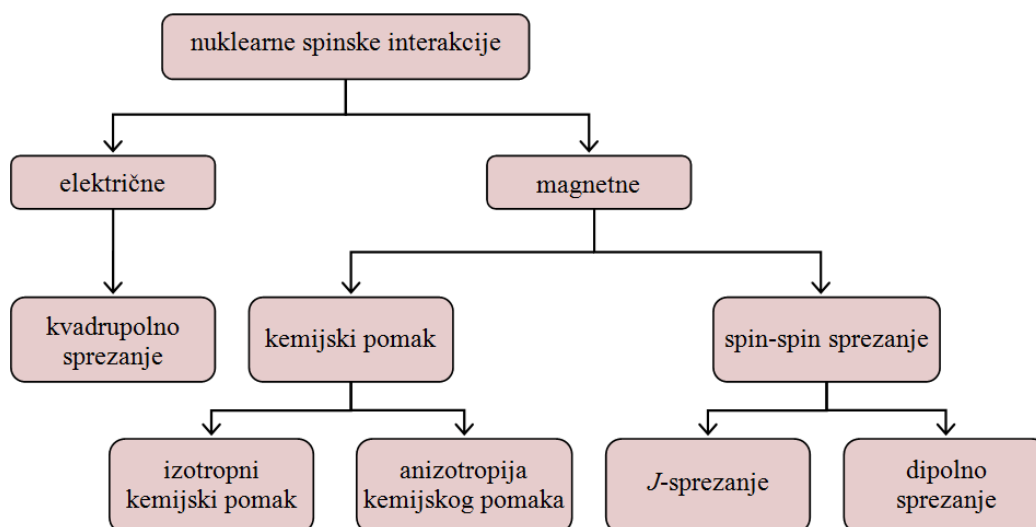 nuklearne spinske interakcije
električne
magnetne
kvadrupolno
sprezanje
kemijski pomak
spin-spin sprezanje
izotropni
kemijski pomak
anizotropija
kemijskog pomaka
J-sprezanje
dipolno
sprezanje